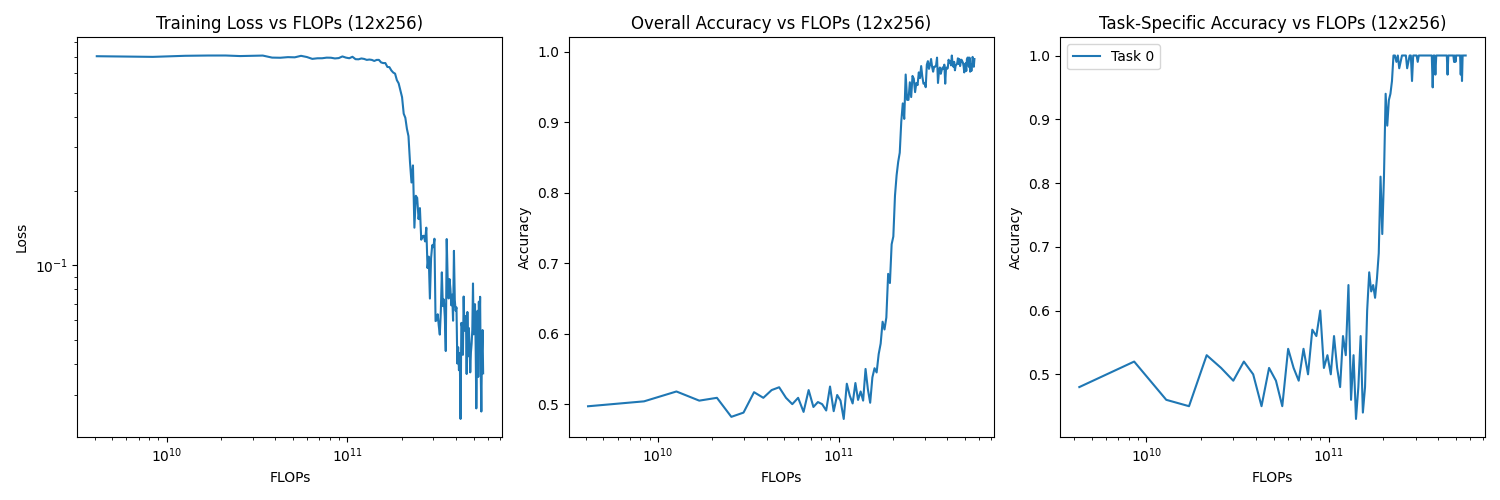 Training Loss vs FLOPs (12x256)
Loss
10⁻¹
10¹⁰
10¹¹
FLOPs
Overall Accuracy vs FLOPs (12x256)
Accuracy
1.0
0.9
0.8
0.7
0.6
0.5
10¹⁰
10¹¹
FLOPs
Task-Specific Accuracy vs FLOPs (12x256)
Task 0
Accuracy
1.0
0.9
0.8
0.7
0.6
0.5
10¹⁰
10¹¹
FLOPs